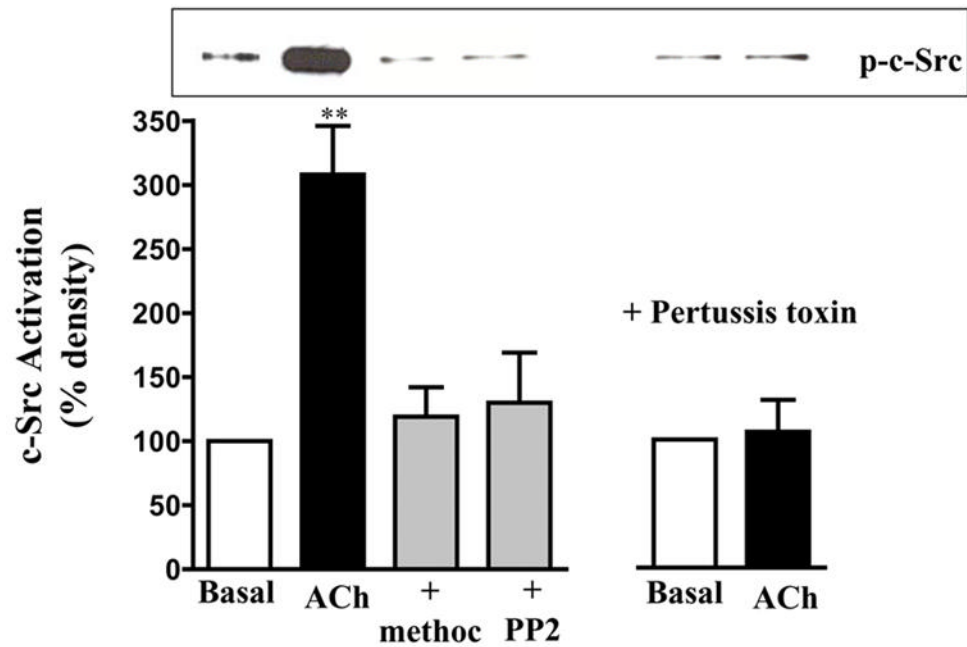 p-c-Src
**
350
300
250
200
150
100
50
0
c-Src Activation
(% density)
+ Pertussis toxin
Basal ACh + +
methoc PP2
Basal ACh